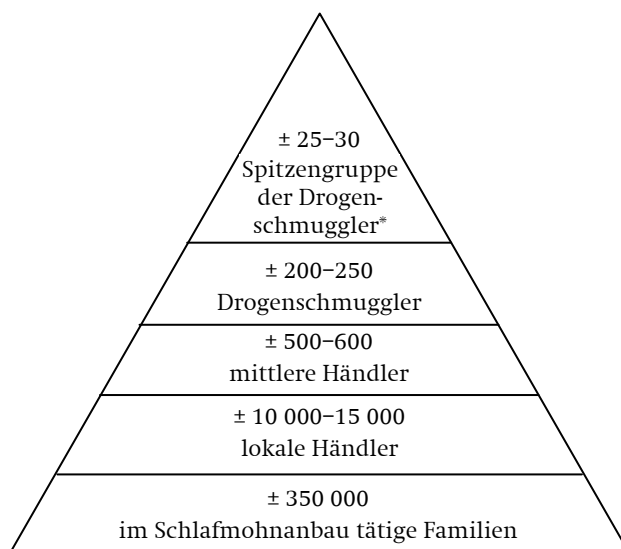 ± 25–30
Spitzengruppe
der Drogen-
schmuggler*
± 200–250
Drogenschmuggler
± 500–600
mittlere Händler
± 10 000–15 000
lokale Händler
± 350 000
im Schlafmohnanbau tätige Familien